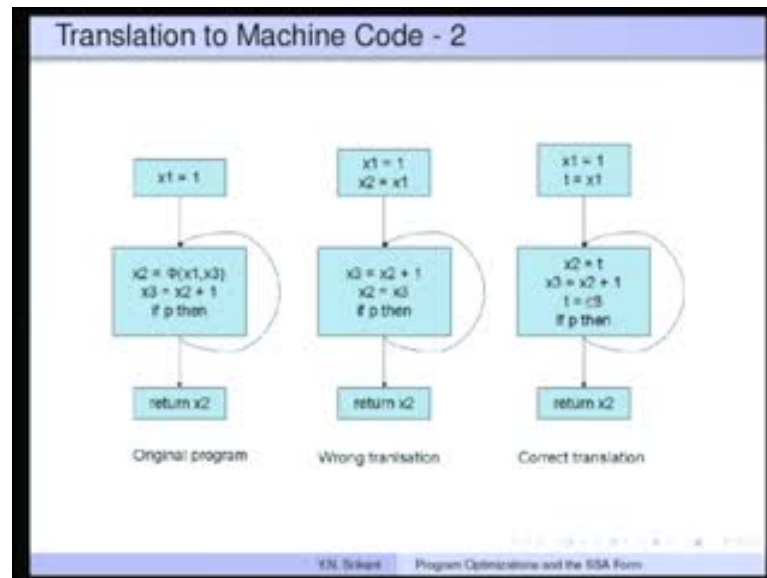 Translation to Machine Code - 2
x1 = 1
x2 = Φ(x1,x3)
x3 = x2 + 1
if p then
return x2
Original program
x1 = 1
x2 = x1
x3 = x2 + 1
x2 = x3
if p then
return x2
Wrong tranisation
x1 = 1
t = x1
x2 = t
x3 = x2 + 1
t =
if p then
return x2
Correct translation
Y.N. Srikant
Program Optimizations and the SSA Form